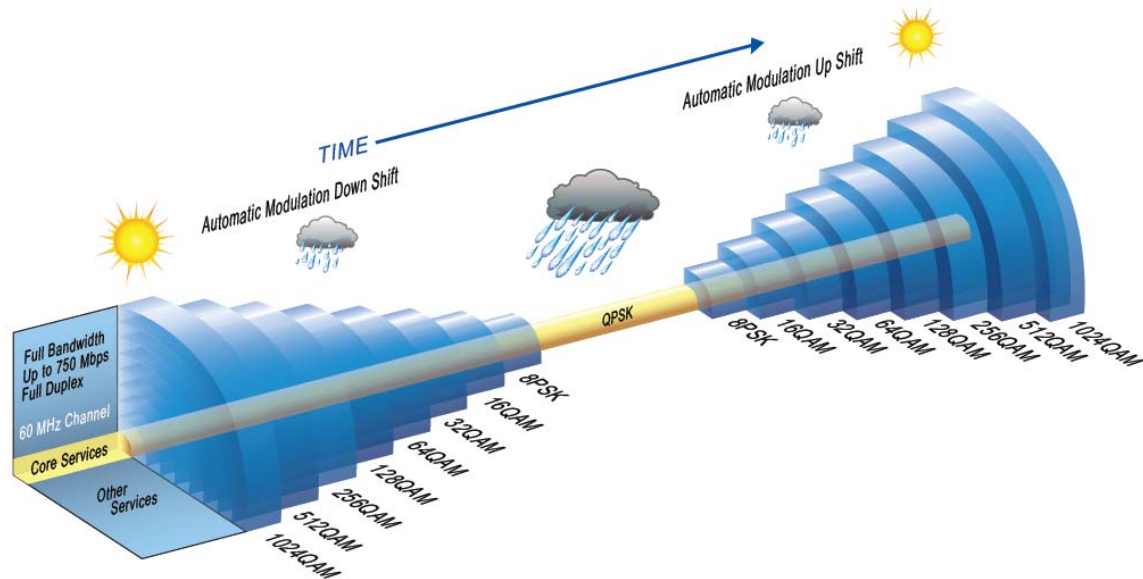 TIME
Automatic Modulation Up Shift
Automatic Modulation Down Shift
Full Bandwidth
Up to 750 Mbps
Full Duplex
60 MHz Channel
Core Services
Other
Services
QPSK
8PSK
16QAM
32QAM
64QAM
128QAM
256QAM
512QAM
1024QAM
8PSK
16QAM
32QAM
64QAM
128QAM
256QAM
512QAM
1024QAM